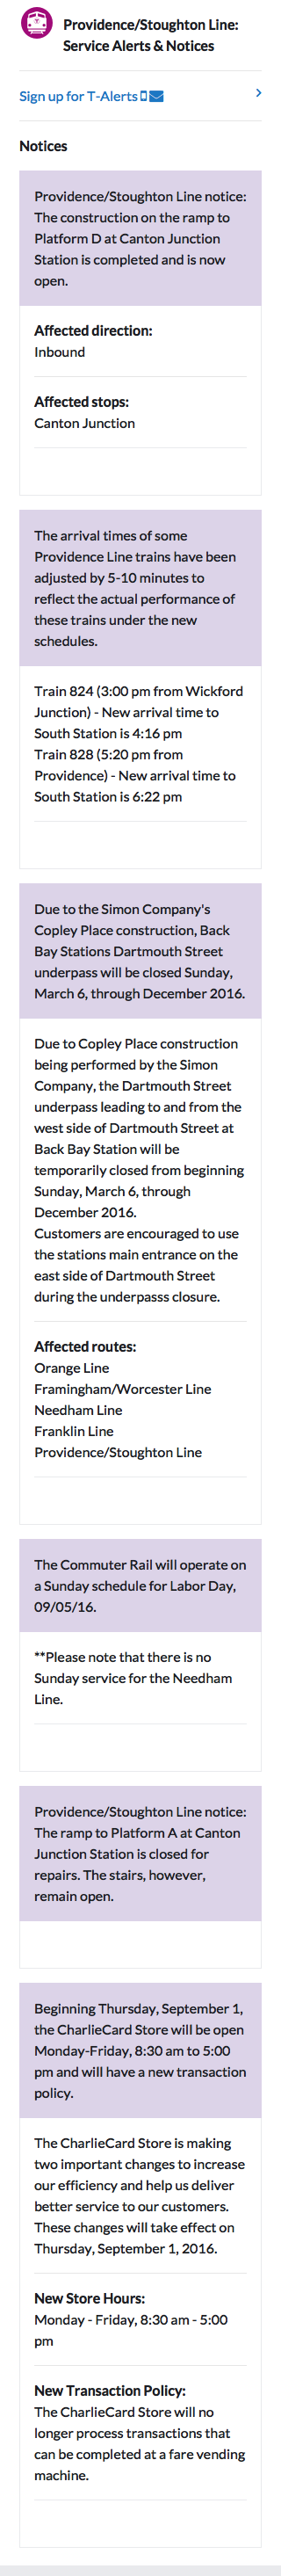 Providence/Stoughton Line:
Service Alerts & Notices
Sign up for T-Alerts
Notices
Providence/Stoughton Line notice:
The construction on the ramp to
Platform D at Canton Junction
Station is completed and is now
open.
Affected direction:
Inbound
Affected stops:
Canton Junction
The arrival times of some
Providence Line trains have been
adjusted by 5-10 minutes to
reflect the actual performance of
these trains under the new
schedules.
Train 824 (3:00 pm from Wickford
Junction) - New arrival time to
South Station is 4:16 pm
Train 828 (5:20 pm from
Providence) - New arrival time to
South Station is 6:22 pm
Due to the Simon Company's
Copley Place construction, Back
Bay Stations Dartmouth Street
underpass will be closed Sunday,
March 6, through December 2016.
Due to Copley Place construction
being performed by the Simon
Company, the Dartmouth Street
underpass leading to and from the
west side of Dartmouth Street at
Back Bay Station will be
temporarily closed from beginning
Sunday, March 6, through
December 2016.
Customers are encouraged to use
the stations main entrance on the
east side of Dartmouth Street
during the underpasss closure.
Affected routes:
Orange Line
Framingham/Worcester Line
Needham Line
Franklin Line
Providence/Stoughton Line
The Commuter Rail will operate on
a Sunday schedule for Labor Day,
09/05/16.
**Please note that there is no
Sunday service for the Needham
Line.
Providence/Stoughton Line notice:
The ramp to Platform A at Canton
Junction Station is closed for
repairs. The stairs, however,
remain open.
Beginning Thursday, September 1,
the CharlieCard Store will be open
Monday-Friday, 8:30 am to 5:00
pm and will have a new transaction
policy.
The CharlieCard Store is making
two important changes to increase
our efficiency and help us deliver
better service to our customers.
These changes will take effect on
Thursday, September 1, 2016.
New Store Hours:
Monday - Friday, 8:30 am - 5:00
pm
New Transaction Policy:
The CharlieCard Store will no
longer process transactions that
can be completed at a fare vending
machine.